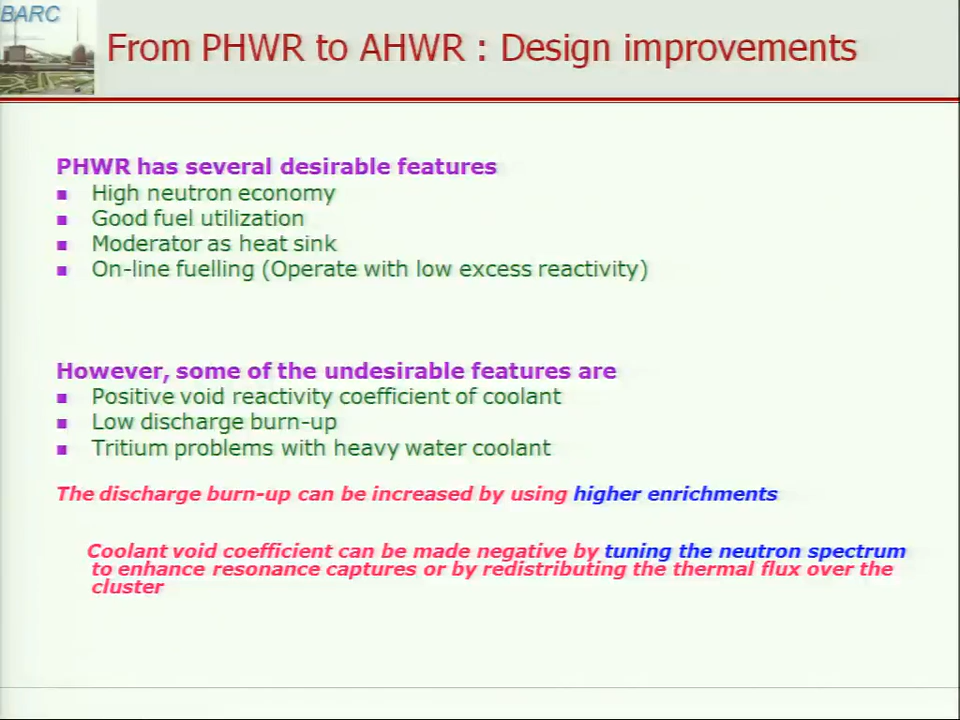 BARC
From PHWR to AHWR : Design improvements
PHWR has several desirable features
High neutron economy
Good fuel utilization
Moderator as heat sink
On-line fuelling (Operate with low excess reactivity)
However, some of the undesirable features are
Positive void reactivity coefficient of coolant
Low discharge burn-up
Tritium problems with heavy water coolant
The discharge burn-up can be increased by using higher enrichments
Coolant void coefficient can be made negative by tuning the neutron spectrum
to enhance resonance captures or by redistributing the thermal flux over the
cluster